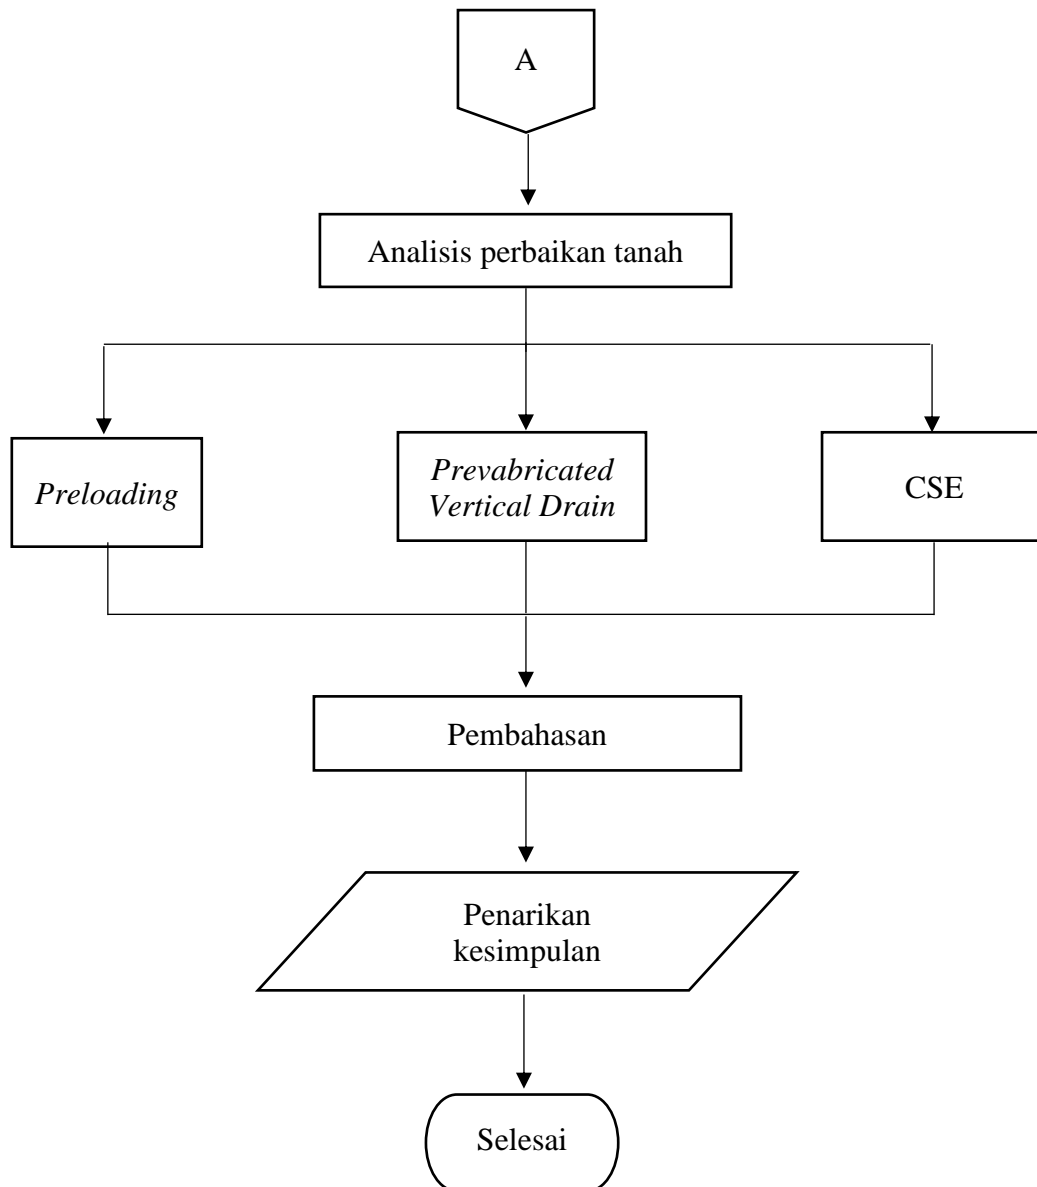 A
Analisis perbaikan tanah
Preloading
Prevabricated
Vertical Drain
CSE
Pembahasan
Penarikan
kesimpulan
Selesai